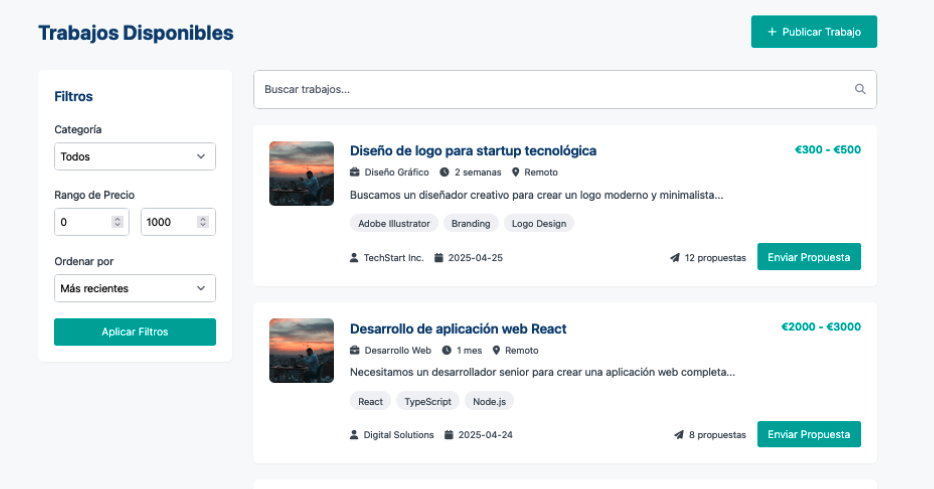 Trabajos Disponibles
+ Publicar Trabajo
Filtros
Categoría
Todos
Rango de Precio
0
1000
Ordenar por
Más recientes
Aplicar Filtros
Buscar trabajos...
Diseño de logo para startup tecnológica
€300 - €500
Diseño Gráfico 2 semanas Remoto
Buscamos un diseñador creativo para crear un logo moderno y minimalista...
Adobe Illustrator Branding Logo Design
TechStart Inc. 2025-04-25 12 propuestas Enviar Propuesta
Desarrollo de aplicación web React
€2000 - €3000
Desarrollo Web 1 mes Remoto
Necesitamos un desarrollador senior para crear una aplicación web completa...
React TypeScript Node.js
Digital Solutions 2025-04-24 8 propuestas Enviar Propuesta